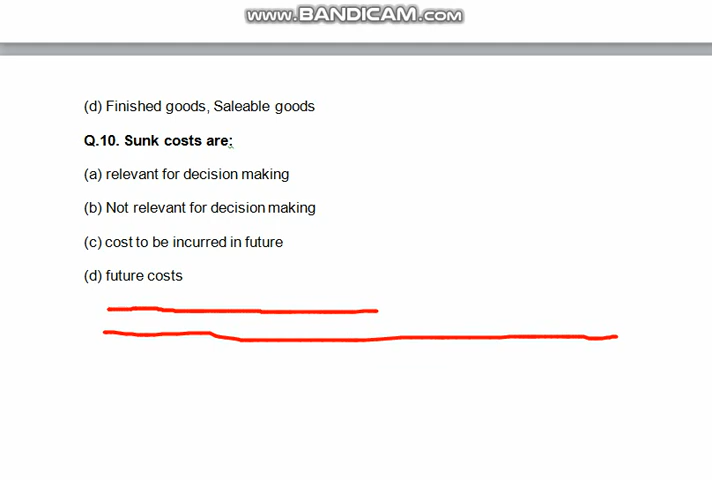 www.BANDICAM.com
(d) Finished goods, Saleable goods
Q.10. Sunk costs are:
(a) relevant for decision making
(b) Not relevant for decision making
(c) cost to be incurred in future
(d) future costs